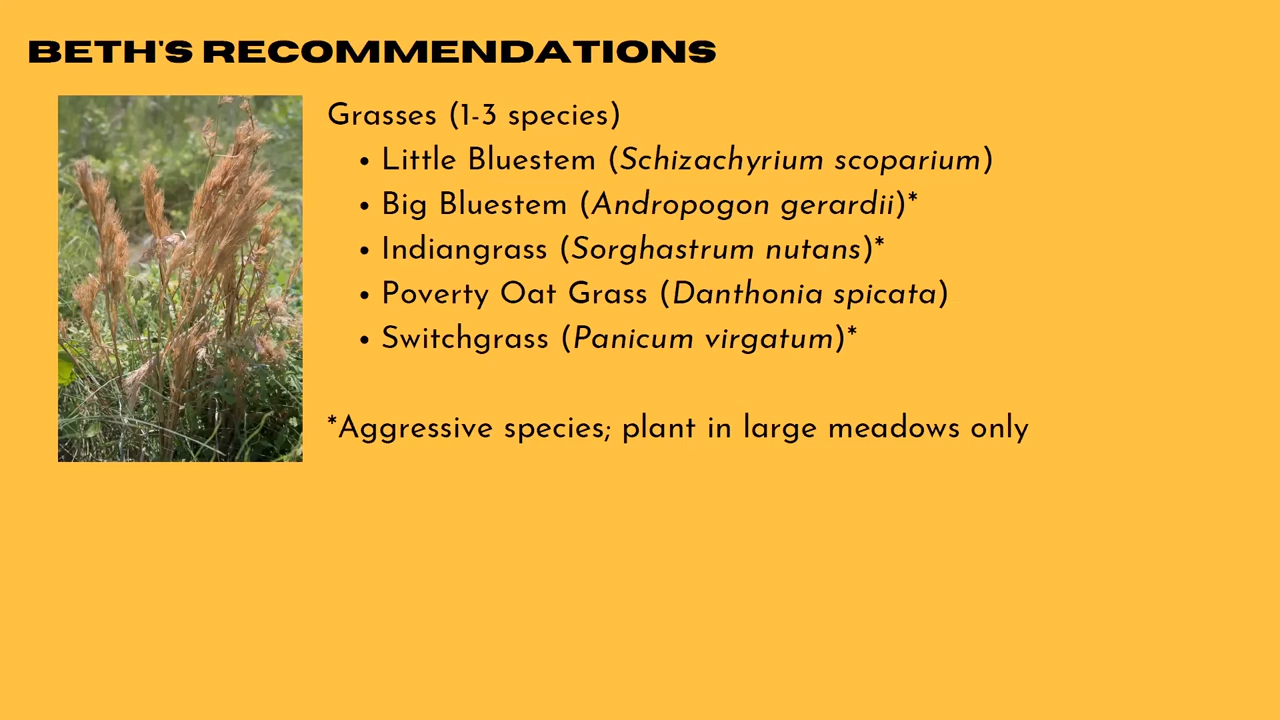 BETH'S RECOMMENDATIONS
Grasses (1-3 species)
• Little Bluestem (Schizachyrium scoparium)
• Big Bluestem (Andropogon gerardii)*
• Indiangrass (Sorghastrum nutans)*
• Poverty Oat Grass (Danthonia spicata)
• Switchgrass (Panicum virgatum)*
*Aggressive species; plant in large meadows only